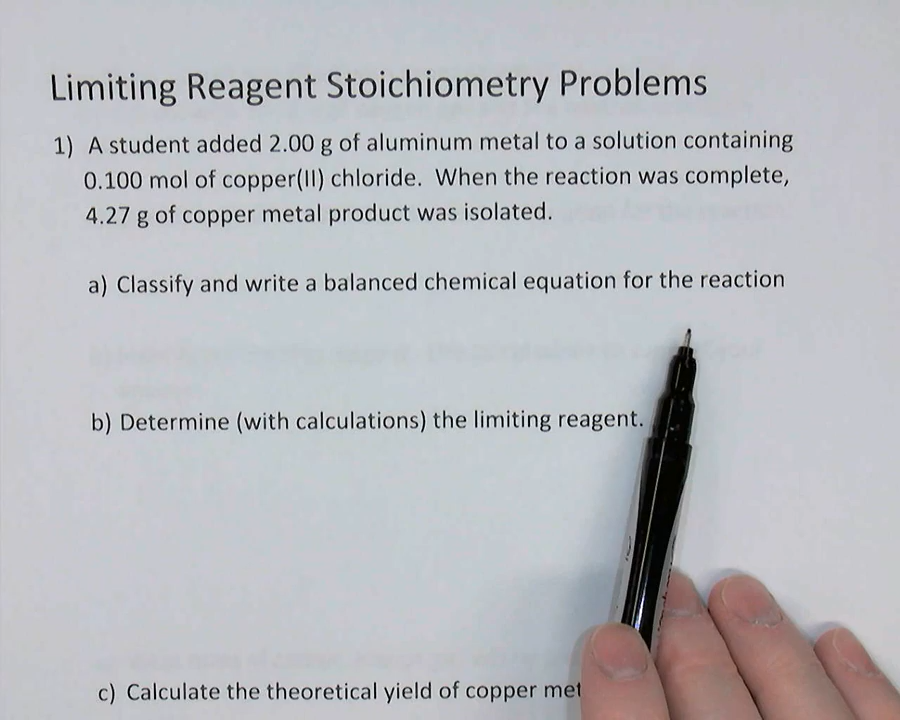 Limiting Reagent Stoichiometry Problems
1) A student added 2.00 g of aluminum metal to a solution containing
0.100 mol of copper(II) chloride. When the reaction was complete,
4.27 g of copper metal product was isolated.
a) Classify and write a balanced chemical equation for the reaction
b) Determine (with calculations) the limiting reagent.
c) Calculate the theoretical yield of copper met